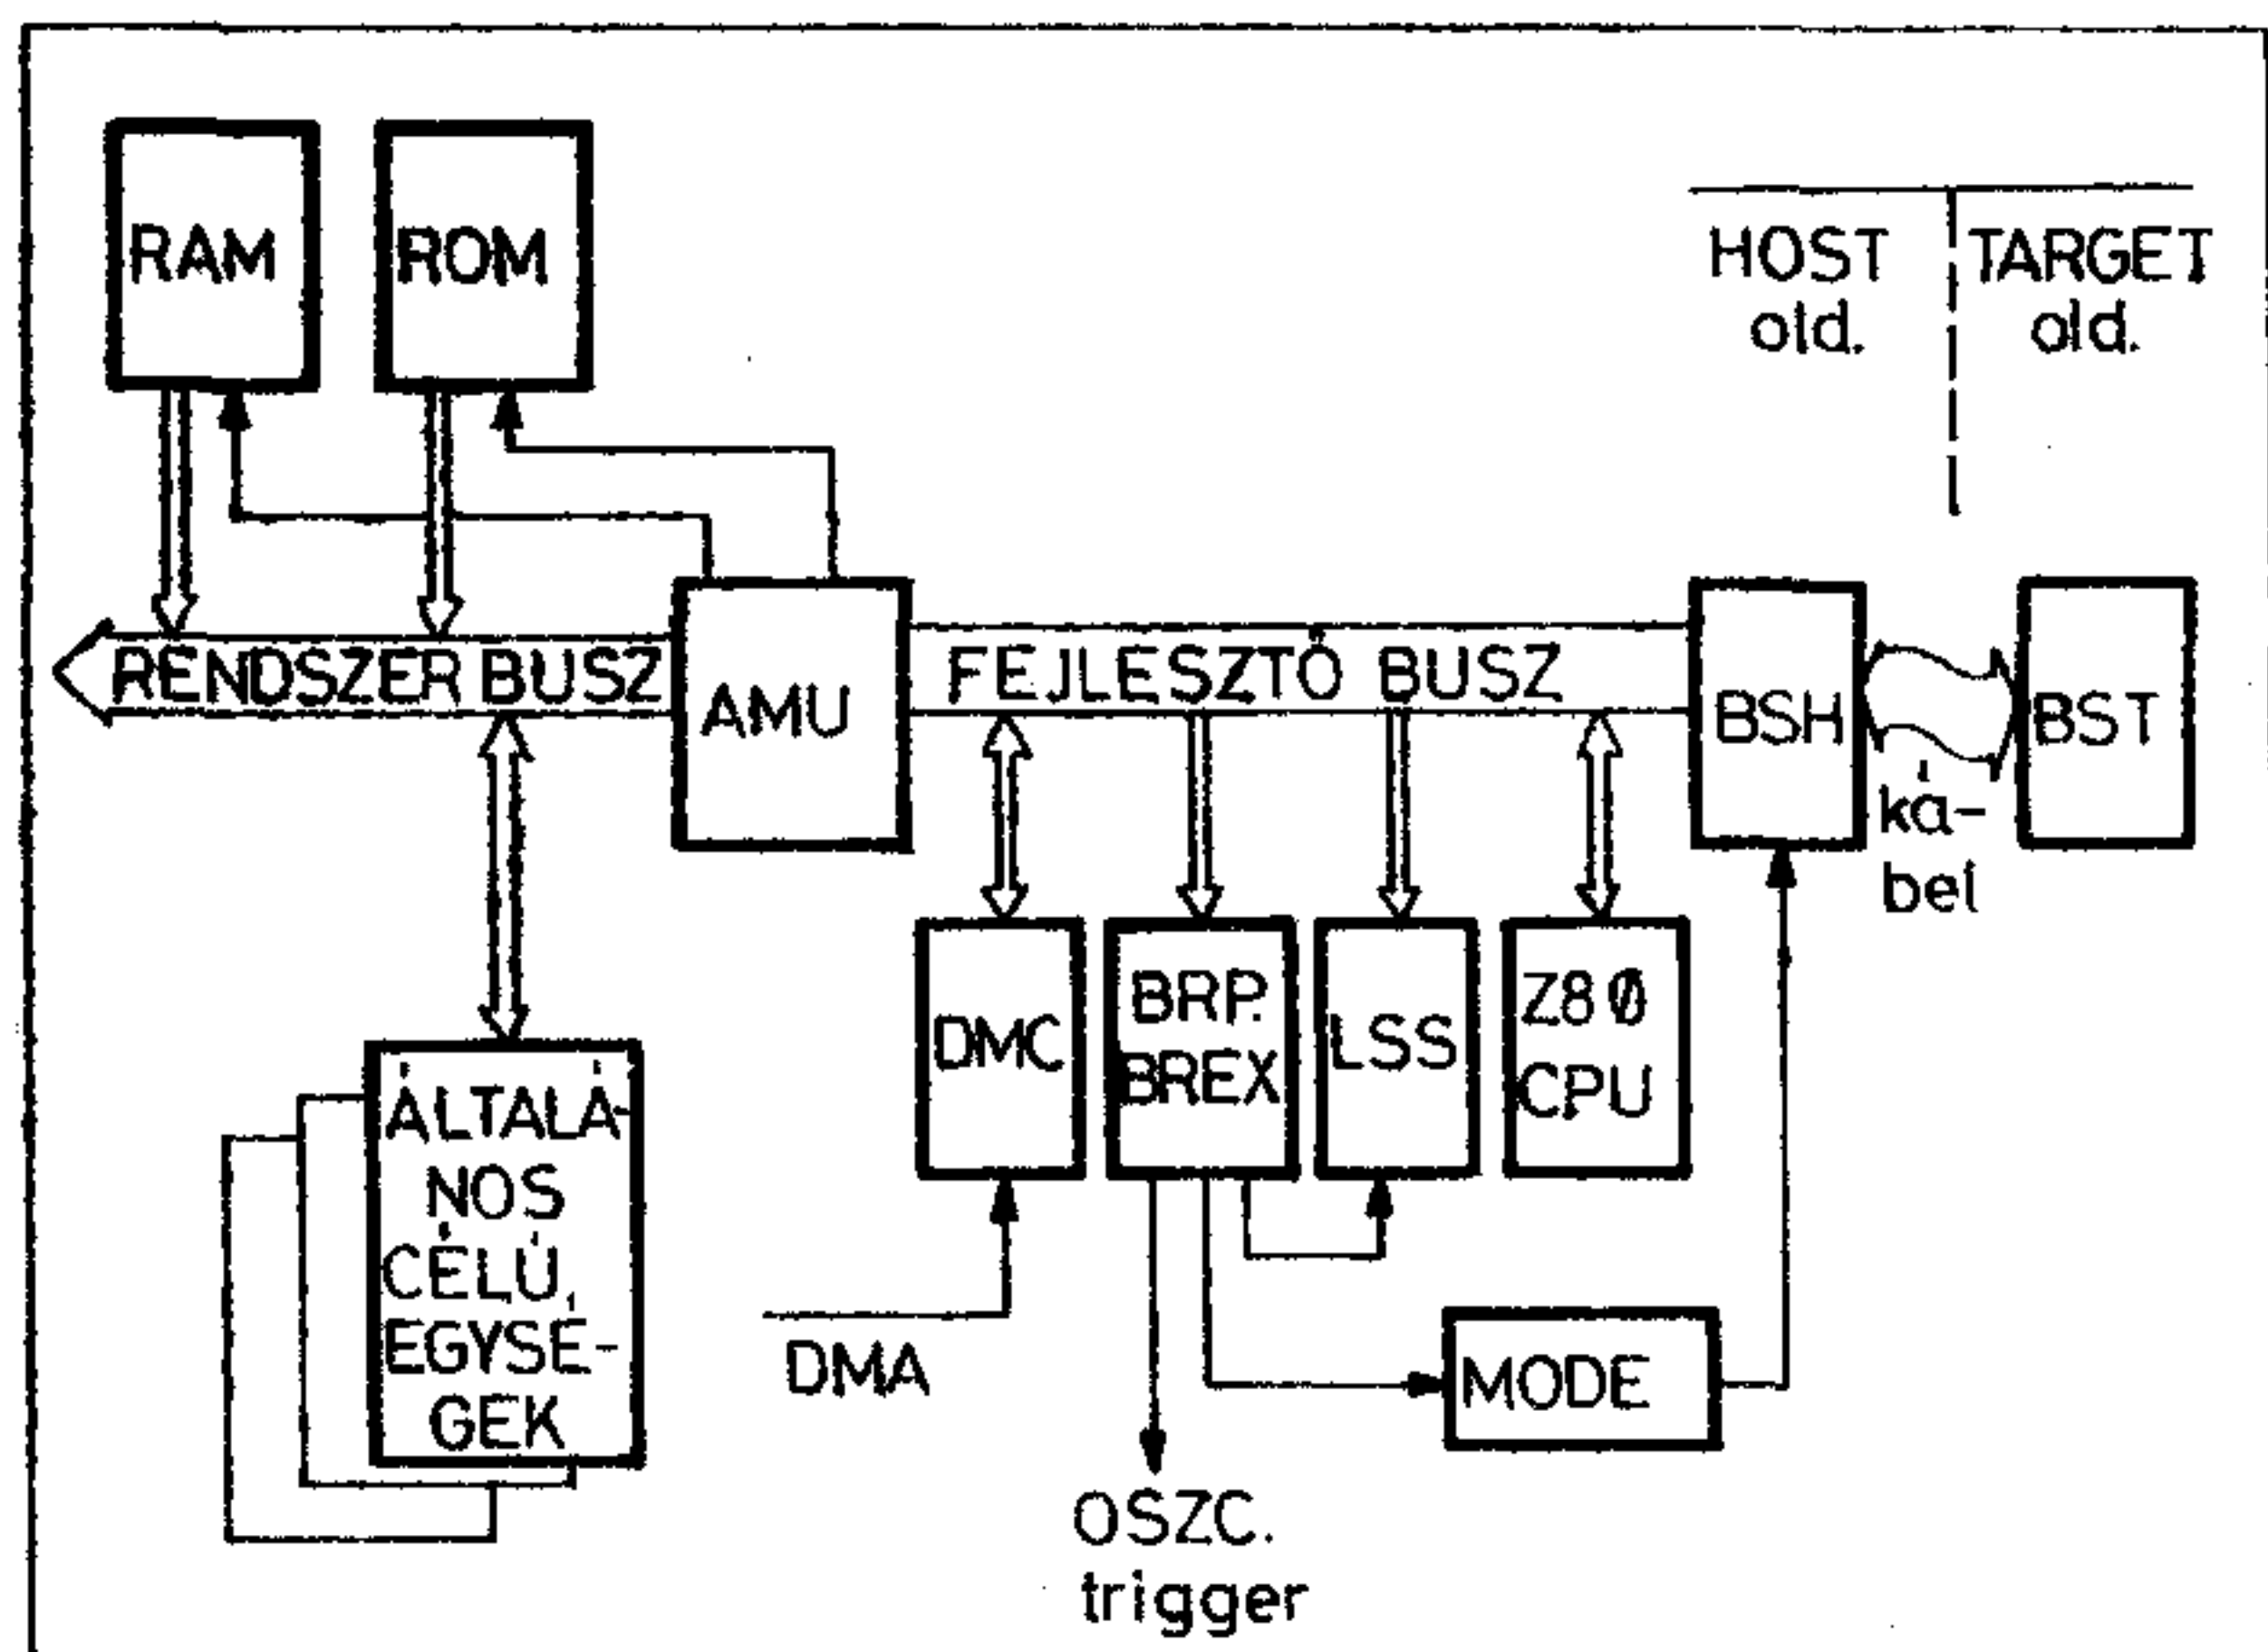 RAM
ROM
HOST
old.
TARGET
old.
RENDSZER BUSZ
AMU
FEJLESZTŐ BUSZ
BSH
BST
ká-
bel
DMC
BRP.
BREX
LSS
Z80
CPU
ÁLTALÁ-
NOS
CÉLÚ
EGYSÉ-
GEK
DMA
MODE
OSZC.
trigger